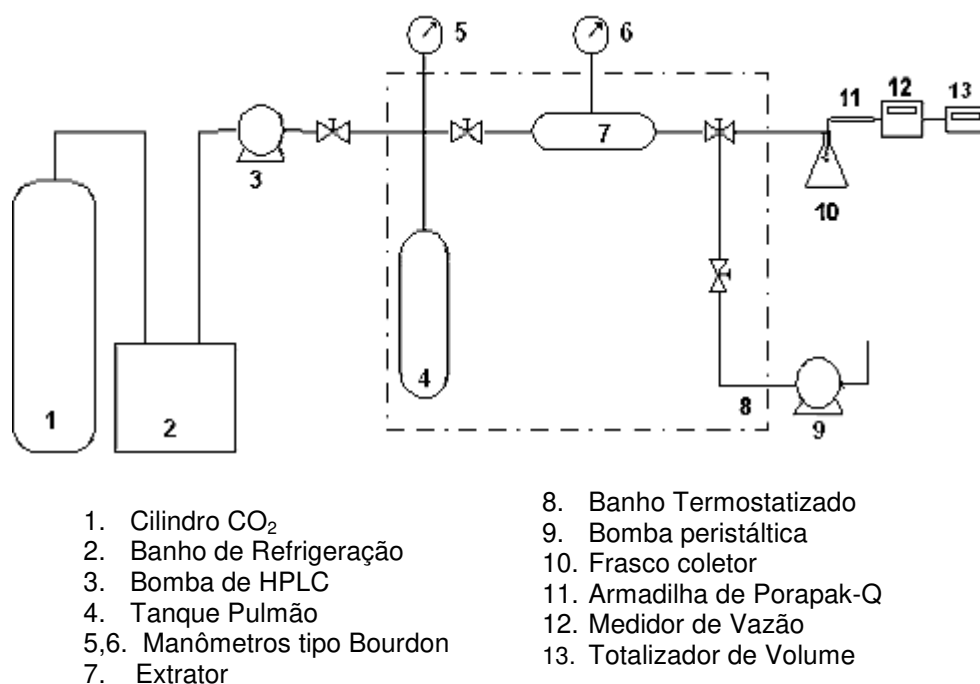 5
6
11
12
13
7
3
10
4
1
2
8
9
1. Cilindro CO₂
2. Banho de Refrigeração
3. Bomba de HPLC
4. Tanque Pulmão
5,6. Manômetros tipo Bourdon
7. Extrator
8. Banho Termostatizado
9. Bomba peristáltica
10. Frasco coletor
11. Armadilha de Porapak-Q
12. Medidor de Vazão
13. Totalizador de Volume